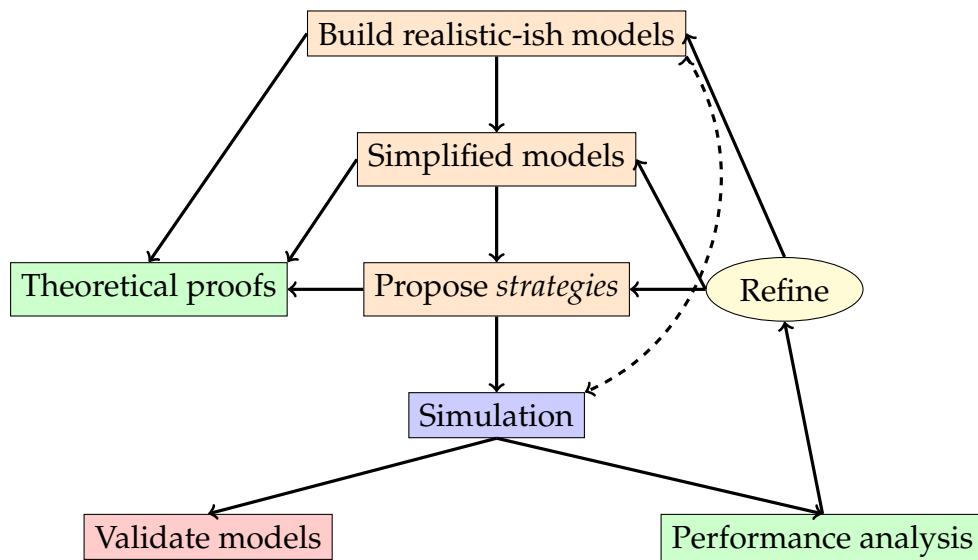 Build realistic-ish models
Simplified models
Theoretical proofs
Propose strategies
Refine
Simulation
Validate models
Performance analysis